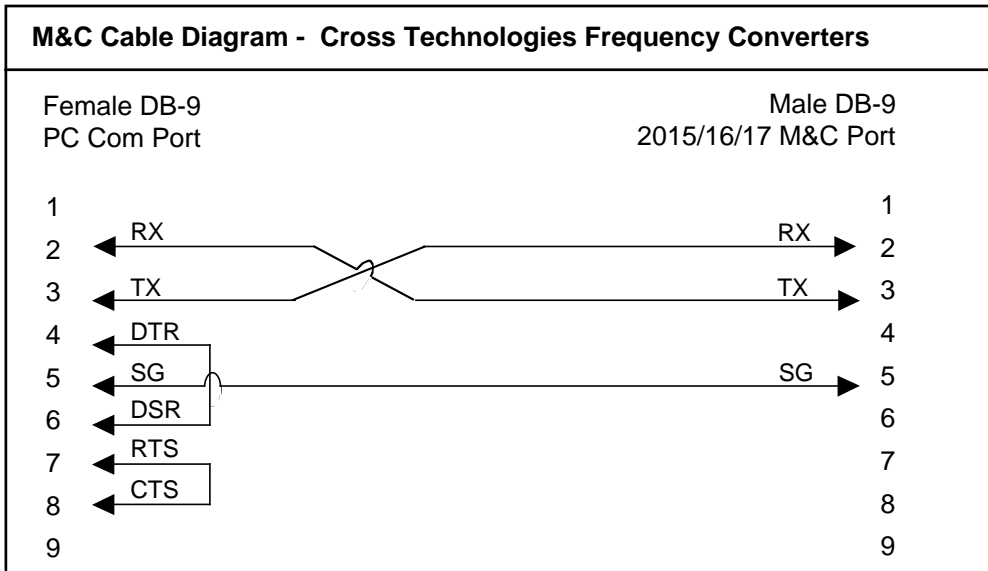 M&C Cable Diagram - Cross Technologies Frequency Converters
Female DB-9
PC Com Port
Male DB-9
2015/16/17 M&C Port
1 1
2 RX RX 2
3 TX TX 3
4 DTR 4
5 SG SG 5
6 DSR 6
7 RTS 7
8 CTS 8
9 9